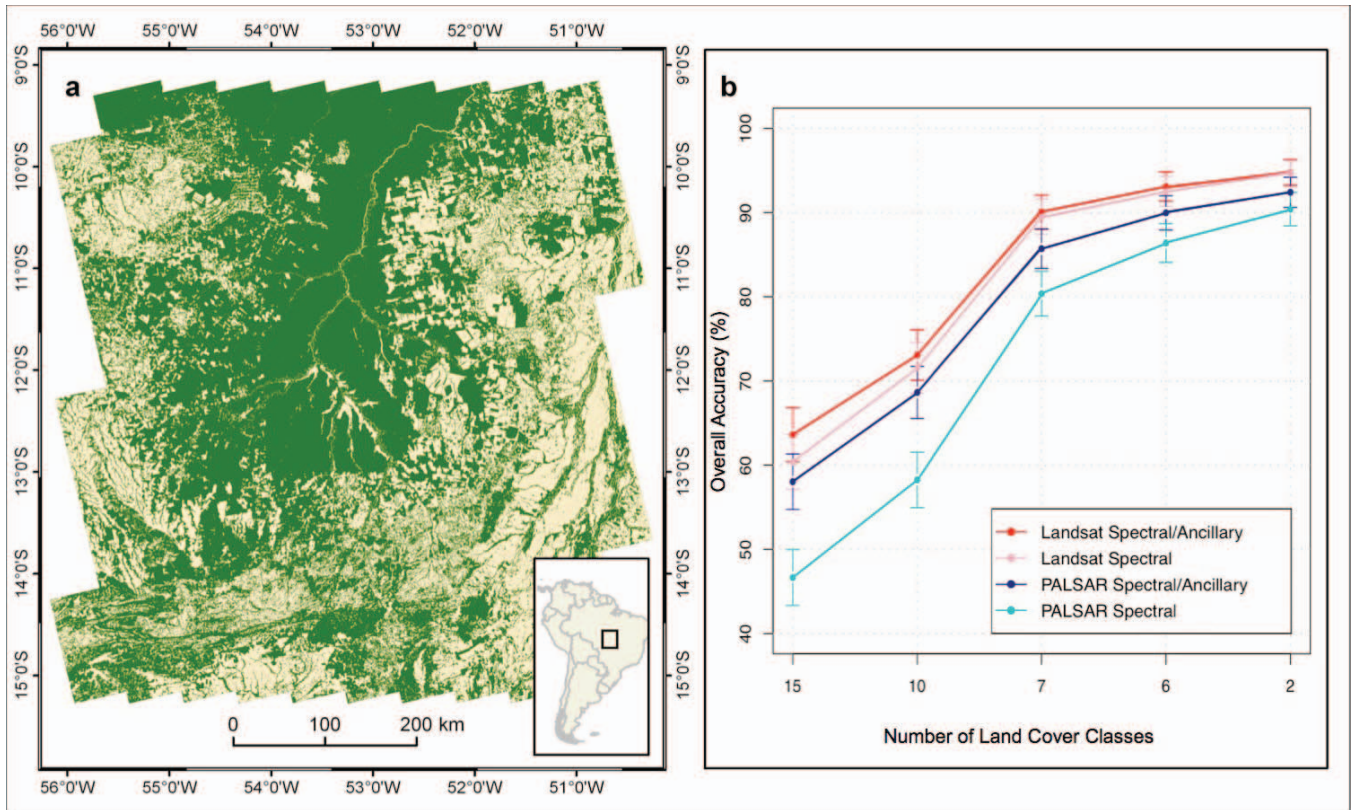 56°0'W 55°0'W 54°0'W 53°0'W 52°0'W 51°0'W
9°0'S 10°0'S 11°0'S 12°0'S 13°0'S 14°0'S 15°0'S
a
9°0'S 10°0'S 11°0'S 12°0'S 13°0'S 14°0'S 15°0'S
0 100 200 km
56°0'W 55°0'W 54°0'W 53°0'W 52°0'W 51°0'W
b
Overall Accuracy (%)
100
90
80
70
60
50
40
Landsat Spectral/Ancillary
Landsat Spectral
PALSAR Spectral/Ancillary
PALSAR Spectral
15 10 7 6 2
Number of Land Cover Classes